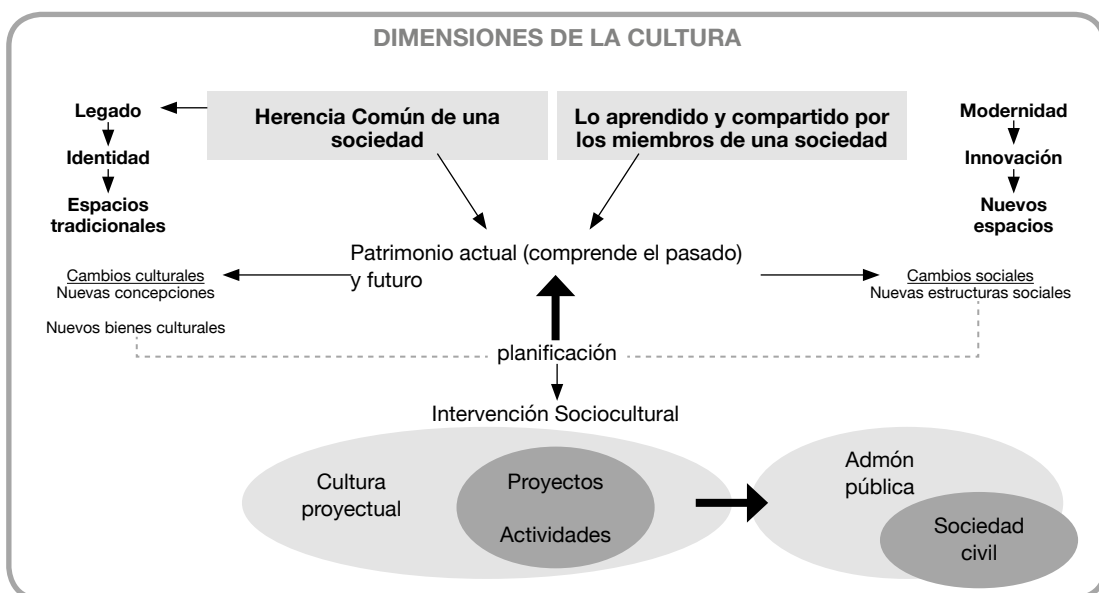 DIMENSIONES DE LA CULTURA
Legado
Identidad
Espacios
tradicionales
Herencia Común de una
sociedad
Lo aprendido y compartido por
los miembros de una sociedad
Modernidad
Innovación
Nuevos
espacios
Patrimonio actual (comprende el pasado)
y futuro
Cambios culturales
Nuevas concepciones
Nuevos bienes culturales
Cambios sociales
Nuevas estructuras sociales
planificación
Intervención Sociocultural
Cultura
proyectual
Proyectos
Actividades
Admón
pública
Sociedad
civil